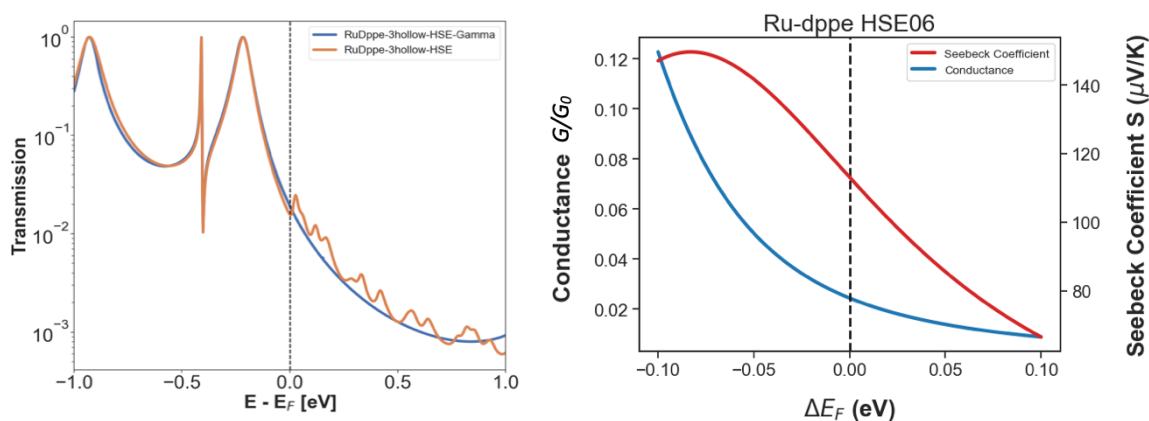 RuDppe-3hollow-HSE-Gamma
RuDppe-3hollow-HSE
10⁰
10⁻¹
10⁻²
10⁻³
Transmission
−1.0 −0.5 0.0 0.5 1.0
E - E_F [eV]
Ru-dppe HSE06
Seebeck Coefficient
Conductance
0.12
0.10
0.08
0.06
0.04
0.02
Conductance G/G₀
140
120
100
80
Seebeck Coefficient S (μV/K)
−0.10 −0.05 0.00 0.05 0.10
ΔE_F (eV)